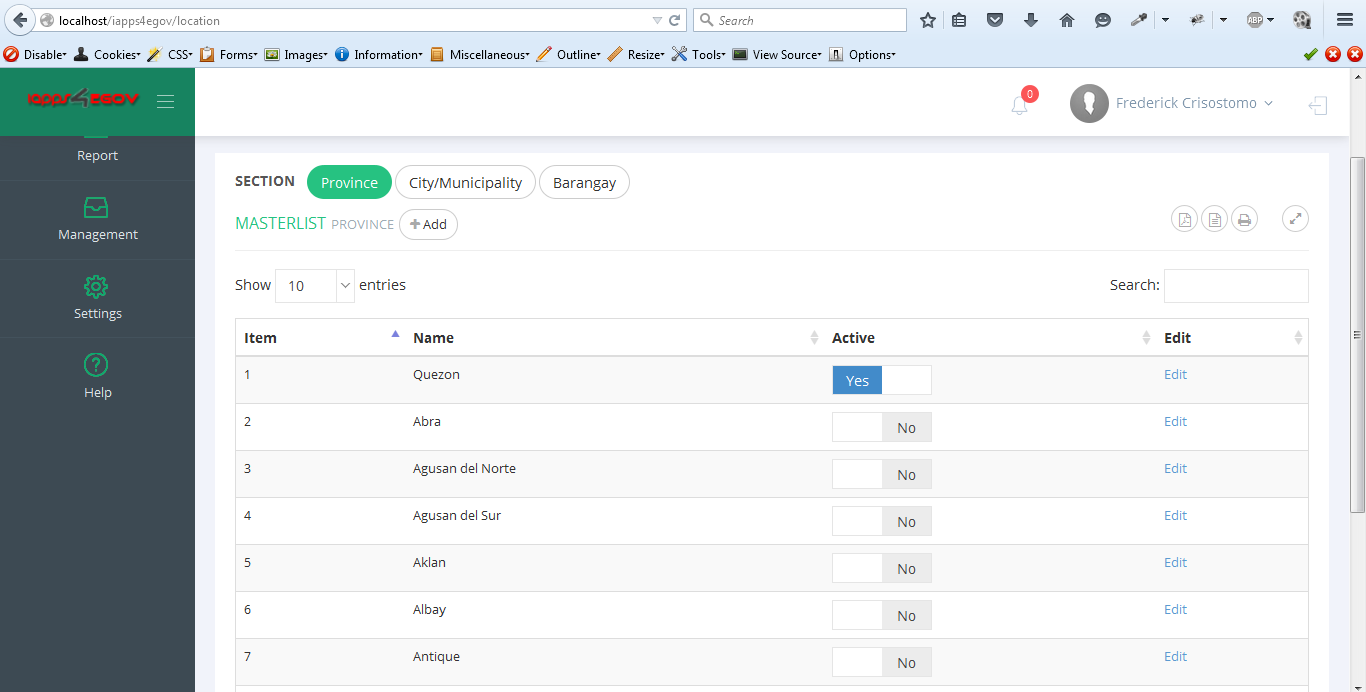 localhost/iapps4egov/location
Search
ABP
Disable Cookies CSS Forms Images Information Miscellaneous Outline Resize Tools View Source Options
iapps4EGOV
0
Frederick Crisostomo
Report
Management
Settings
Help
SECTION Province City/Municipality Barangay
MASTERLIST PROVINCE + Add
Show 10 entries
Search:
Item Name Active Edit
1 Quezon Yes Edit
2 Abra No Edit
3 Agusan del Norte No Edit
4 Agusan del Sur No Edit
5 Aklan No Edit
6 Albay No Edit
7 Antique No Edit